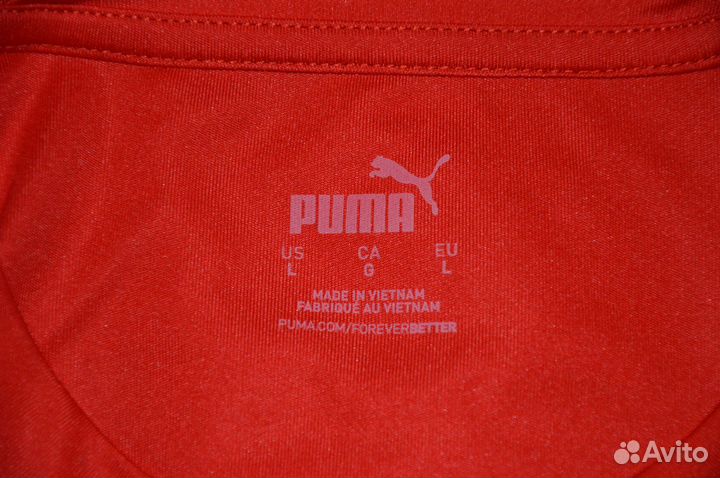 PUMA
US CA EU
L G L
MADE IN VIETNAM
FABRIQUÉ AU VIETNAM
PUMA.COM/FOREVERBETTER
Avito